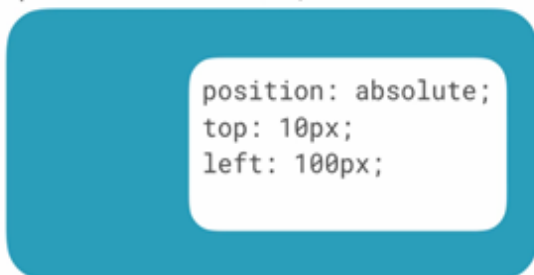 position: absolute;
top: 10px;
left: 100px;